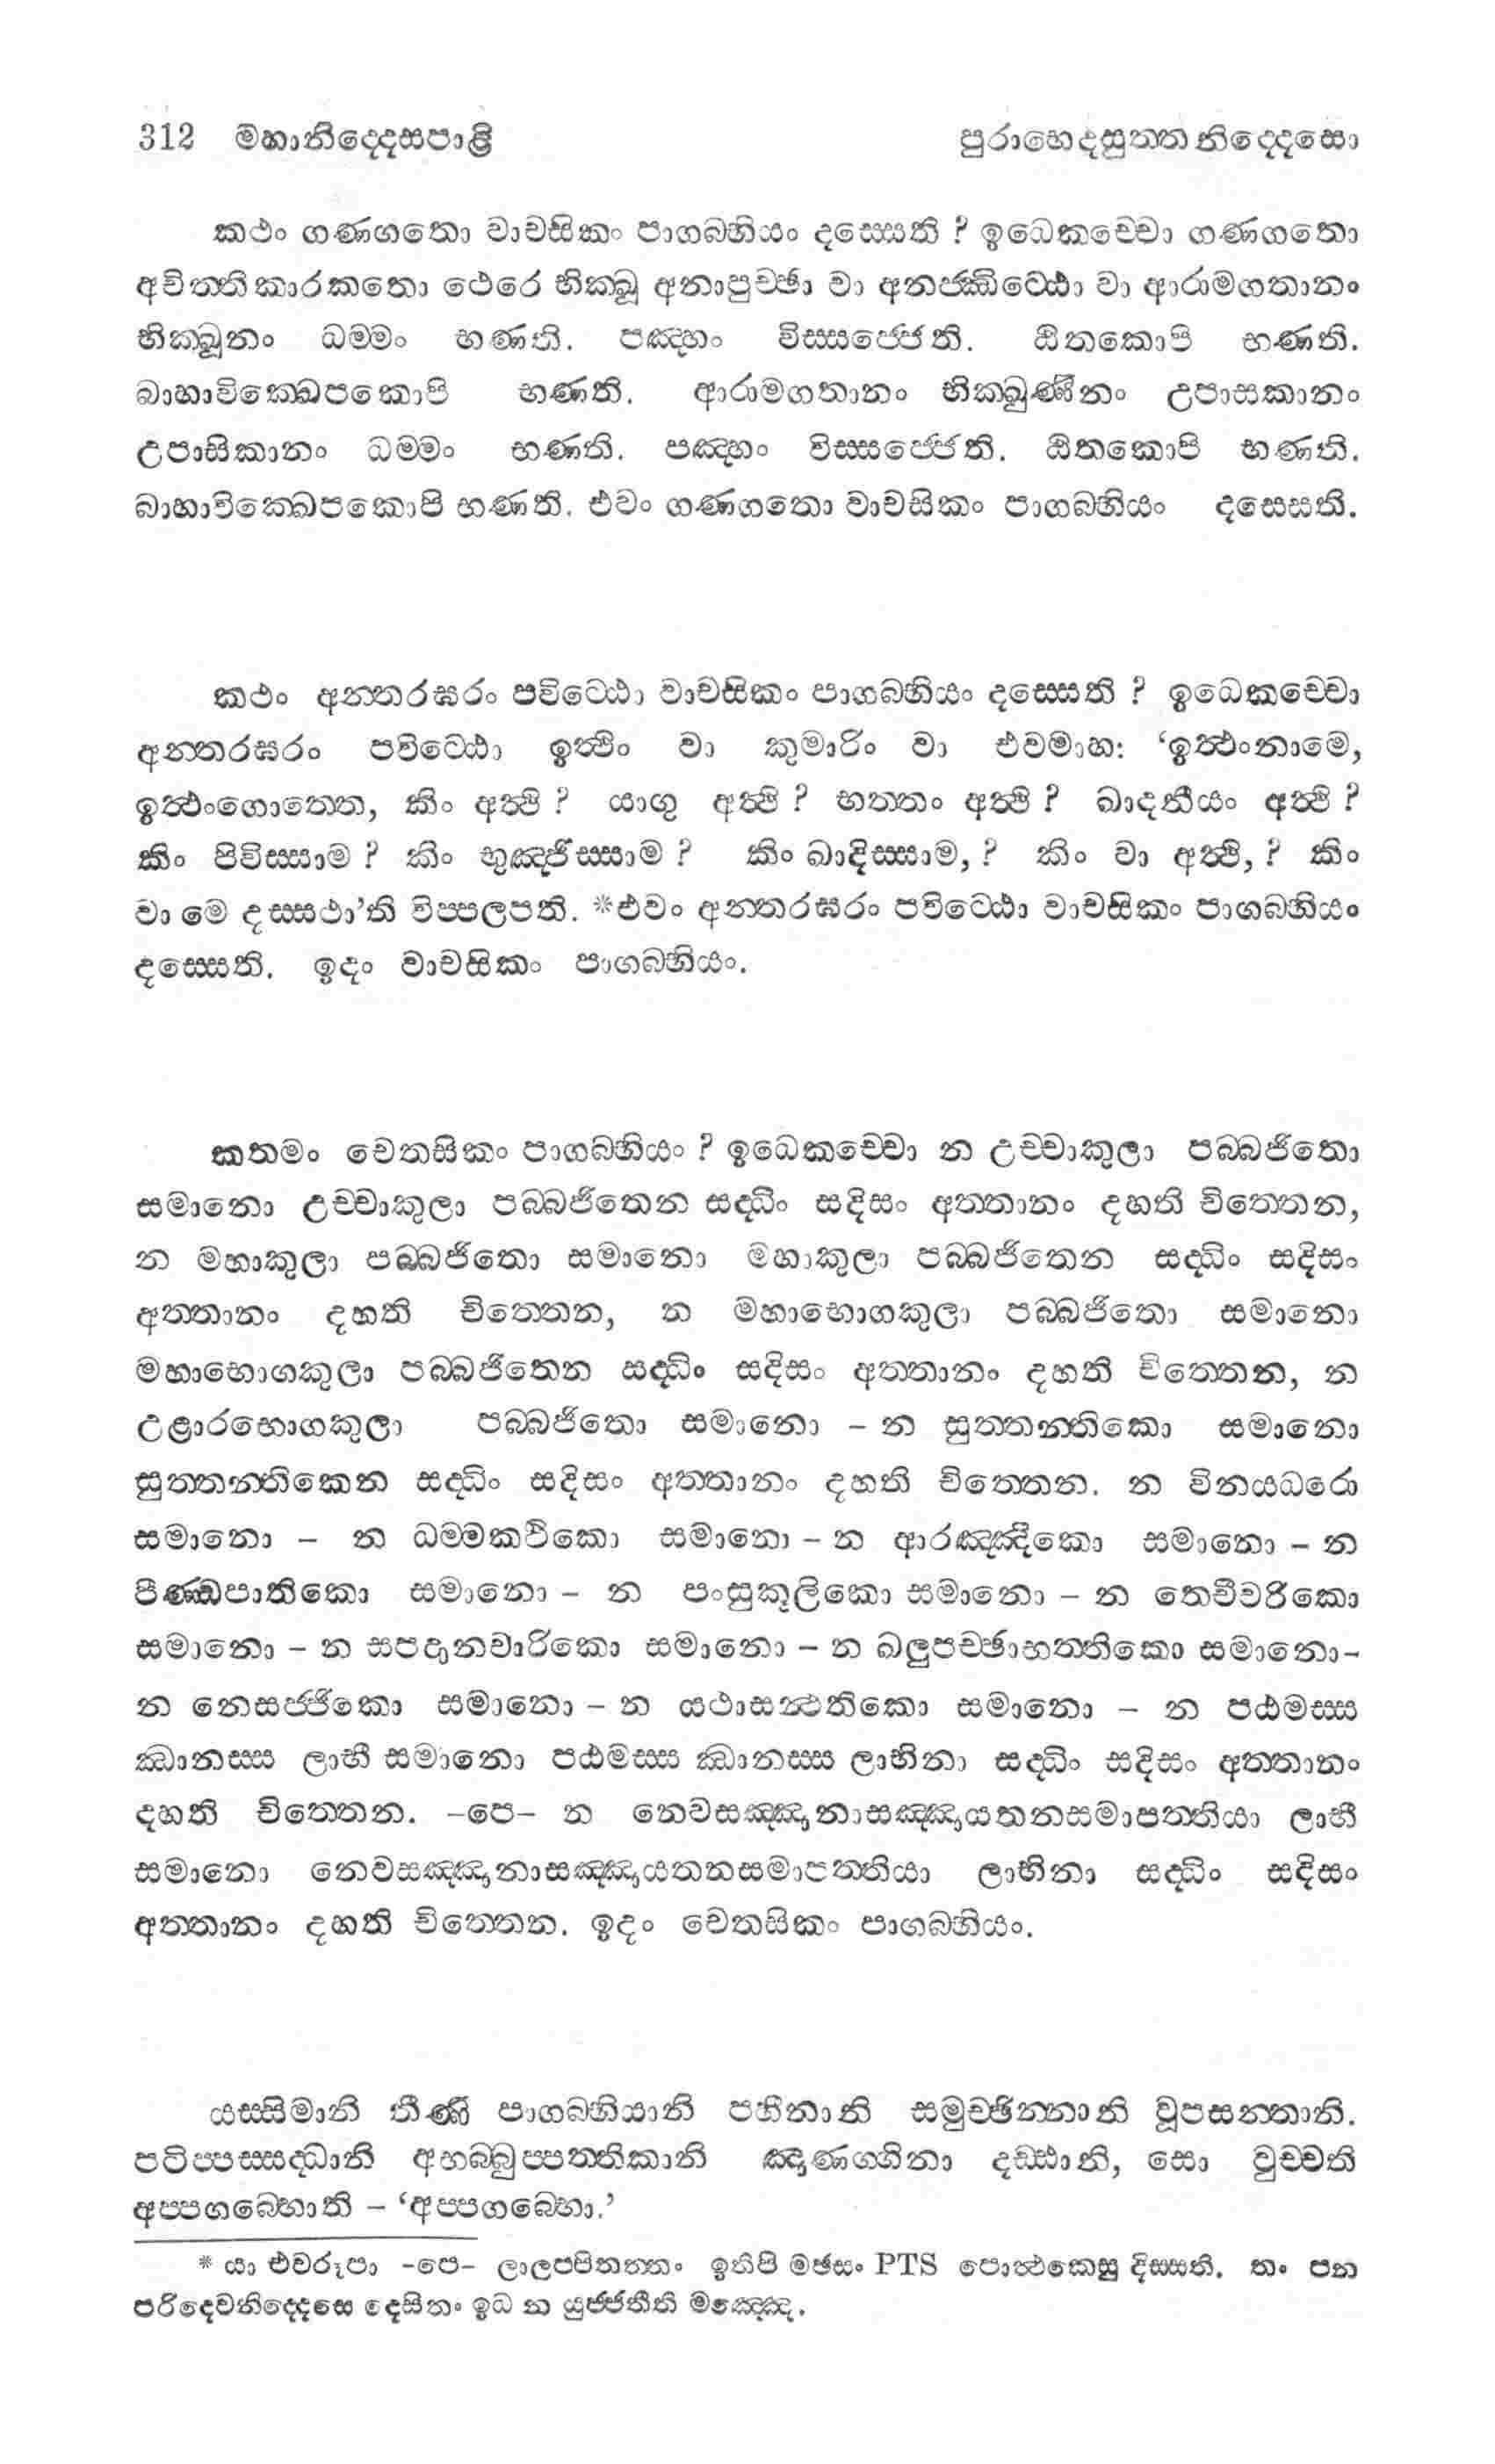 312 මහානිද්දෙසපාළි පුරාභෙදසුත්ත නිද්දෙසො
කථං ගණගතො වාචසිකං පාගබ්භියං දස්සෙති ? ඉධෙකච්චො ගණගතො
අචිත්තිකාරකතො ථෙරෙ භික්ඛූ අනාපුච්ඡා වා අනජ්ඣිට්ඨො වා ආරාමගතානං
භික්ඛූනං ධම්මං භණති. පඤ්හං විස්සජ්ජෙති. ඨිතකොපි භණති.
බාහාවික්ඛෙපකොපි භණති. ආරාමගතානං භික්ඛුණීනං උපාසකානං
උපාසිකානං ධම්මං භණති. පඤ්හං විස්සජ්ජෙති. ඨිතකොපි භණති.
බාහාවික්ඛෙපකොපි භණති. එවං ගණගතො වාචසිකං පාගබ්භියං දස්සෙති.
කථං අන්තරඝරං පවිට්ඨො වාචසිකං පාගබ්භියං දස්සෙති ? ඉධෙකච්චො
අන්තරඝරං පවිට්ඨො ඉත්ථිං වා කුමාරිං වා එවමාහ: ‘ඉත්ථංනාමෙ,
ඉත්ථංගොත්තෙ, කිං අත්ථි ? යාගු අත්ථි ? භත්තං අත්ථි ? ඛාදනීයං අත්ථි ?
කිං පිවිස්සාම ? කිං භුඤ්ජිස්සාම ? කිං ඛාදිස්සාම, ? කිං වා අත්ථි, ? කිං
වා මෙ දස්සථා’ති විප්පලපති. *එවං අන්තරඝරං පවිට්ඨො වාචසිකං පාගබ්භියං
දස්සෙති. ඉදං වාචසිකං පාගබ්භියං.
කතමං චෙතසිකං පාගබ්භියං ? ඉධෙකච්චො න උච්චාකුලා පබ්බජිතො
සමානො උච්චාකුලා පබ්බජිතෙන සද්ධිං සදිසං අත්තානං දහති චිත්තෙන,
න මහාකුලා පබ්බජිතො සමානො මහාකුලා පබ්බජිතෙන සද්ධිං සදිසං
අත්තානං දහති චිත්තෙන, න මහාභොගකුලා පබ්බජිතො සමානො
මහාභොගකුලා පබ්බජිතෙන සද්ධිං සදිසං අත්තානං දහති චිත්තෙන, න
උළාරභොගකුලා පබ්බජිතො සමානො – න සුත්තන්තිකො සමානො
සුත්තන්තිකෙන සද්ධිං සදිසං අත්තානං දහති චිත්තෙන. න විනයධරො
සමානො – න ධම්මකථිකො සමානො – න ආරඤ්ඤිකො සමානො – න
පිණ්ඩපාතිකො සමානො – න පංසුකූලිකො සමානො – න තෙචීවරිකො
සමානො – න සපදානචාරිකො සමානො – න ඛලුපච්ඡාභත්තිකො සමානො-
න නෙසජ්ජිකො සමානො – න යථාසන්ථතිකො සමානො – න පඨමස්ස
ඣානස්ස ලාභී සමානො පඨමස්ස ඣානස්ස ලාභිනා සද්ධිං සදිසං අත්තානං
දහති චිත්තෙන. –පෙ– න නෙවසඤ්ඤානාසඤ්ඤායතනසමාපත්තියා ලාභී
සමානො නෙවසඤ්ඤානාසඤ්ඤායතනසමාපත්තියා ලාභිනා සද්ධිං සදිසං
අත්තානං දහති චිත්තෙන. ඉදං චෙතසිකං පාගබ්භියං.
යස්සිමානි තීණි පාගබ්භියානි පහීනානි සමුච්ඡින්නානි වූපසන්තානි.
පටිප්පස්සද්ධානි අභබ්බුප්පත්තිකානි ඤාණග්ගිනා දඩ්ඪානි, සො වුච්චති
අප්පගබ්භොති – ‘අප්පගබ්භො.’
* යා එවරූපා -පෙ- ලාලප්පිතත්තං ඉතිපි මඡසං PTS පොත්ථකෙසු දිස්සති. තං පන
පරිදෙවනිද්දෙසෙ දෙසිතං ඉධ න යුජ්ජතීති මඤ්ඤෙ.